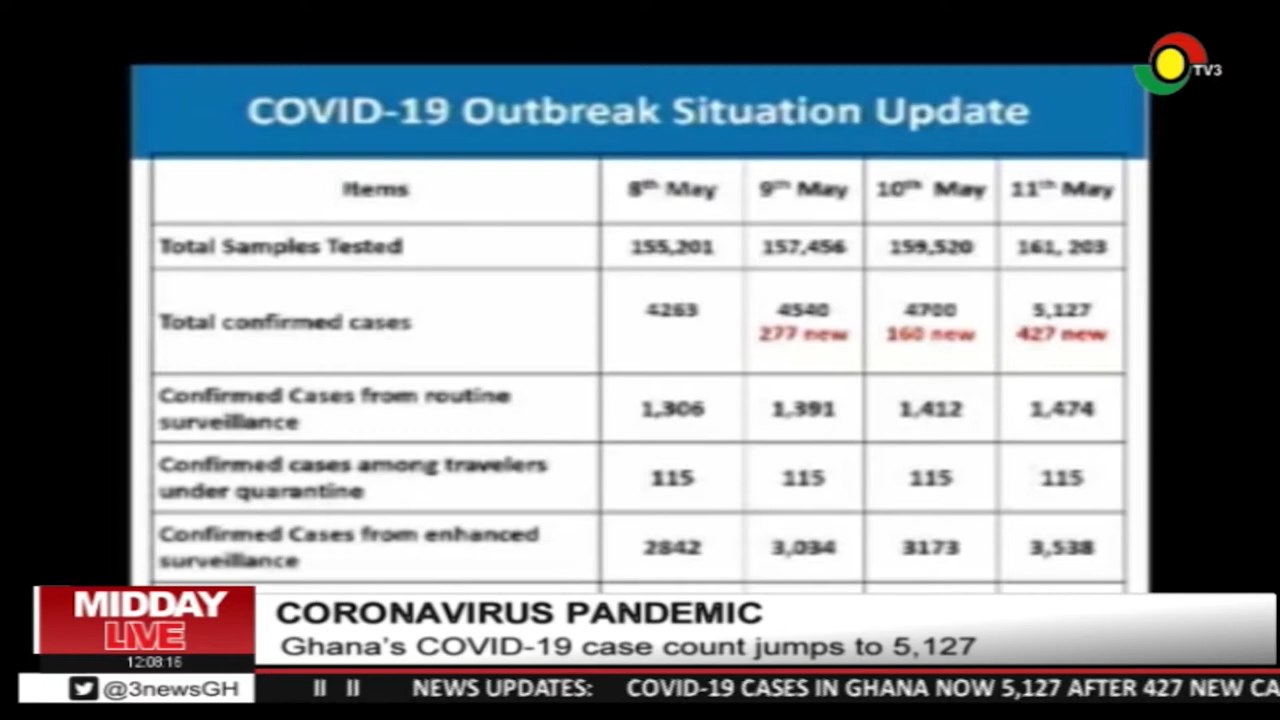 TV3
COVID-19 Outbreak Situation Update
Items 8th May 9th May 10th May 11th May
Total Samples Tested 155,201 157,456 159,520 161, 203
Total confirmed cases 4263 4540 4700 5,127
277 new 160 new 427 new
Confirmed Cases from routine
surveillance 1,306 1,391 1,412 1,474
Confirmed cases among travelers
under quarantine 115 115 115 115
Confirmed Cases from enhanced
surveillance 2842 3,034 3173 3,538
MIDDAY
LIVE
12:08:16
CORONAVIRUS PANDEMIC
Ghana's COVID-19 case count jumps to 5,127
@3newsGH
NEWS UPDATES: COVID-19 CASES IN GHANA NOW 5,127 AFTER 427 NEW CA